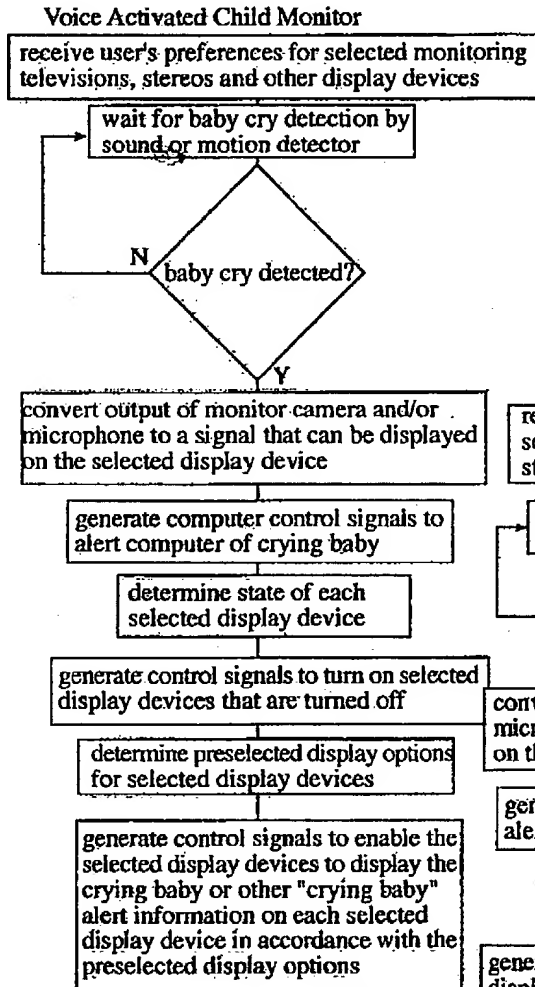 Voice Activated Child Monitor
receive user's preferences for selected monitoring
televisions, stereos and other display devices
wait for baby cry detection by
sound or motion detector
N
baby cry detected?
Y
convert output of monitor camera and/or
microphone to a signal that can be displayed
on the selected display device
generate computer control signals to
alert computer of crying baby
determine state of each
selected display device
generate control signals to turn on selected
display devices that are turned off
determine preselected display options
for selected display devices
generate control signals to enable the
selected display devices to display the
crying baby or other "crying baby"
alert information on each selected
display device in accordance with the
preselected display options
on th